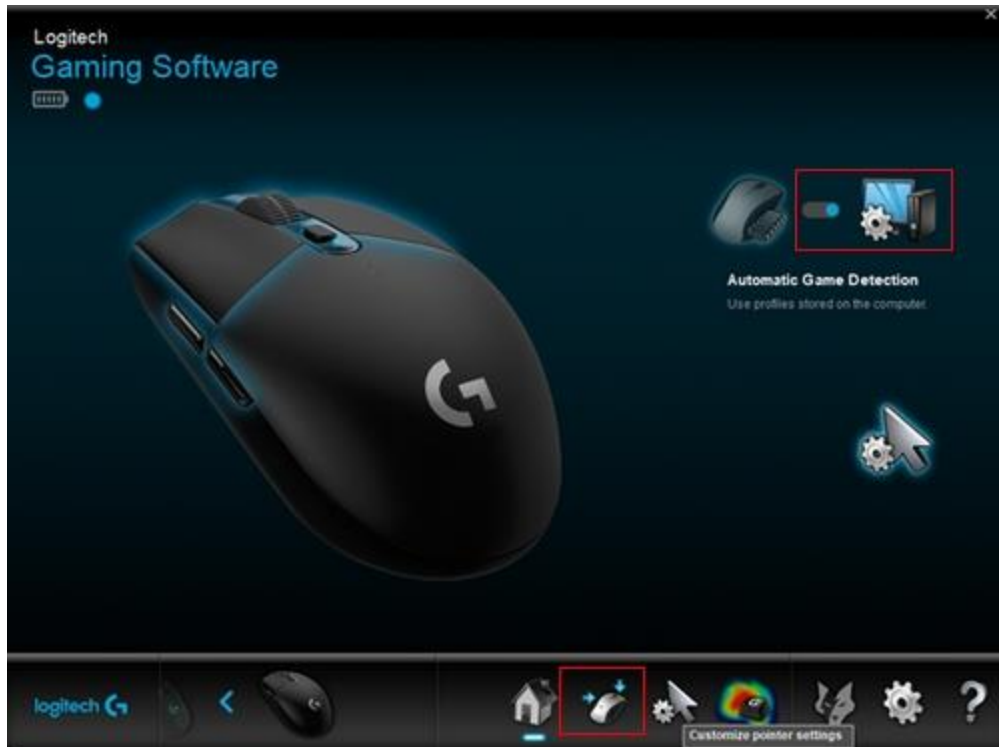 Logitech
Gaming Software
Automatic Game Detection
Use profiles stored on the computer.
logitech G
Customize pointer settings
?